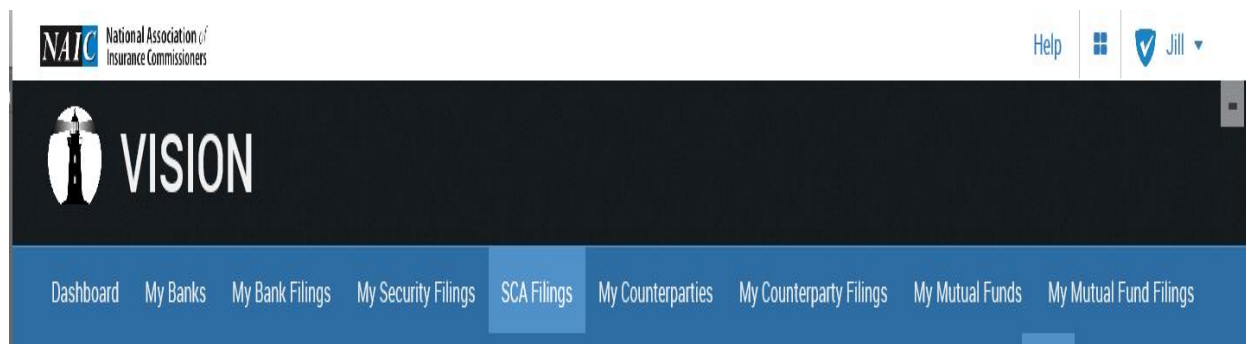 NAIC National Association of
Insurance Commissioners
Help
Jill
VISION
Dashboard My Banks My Bank Filings My Security Filings SCA Filings My Counterparties My Counterparty Filings My Mutual Funds My Mutual Fund Filings